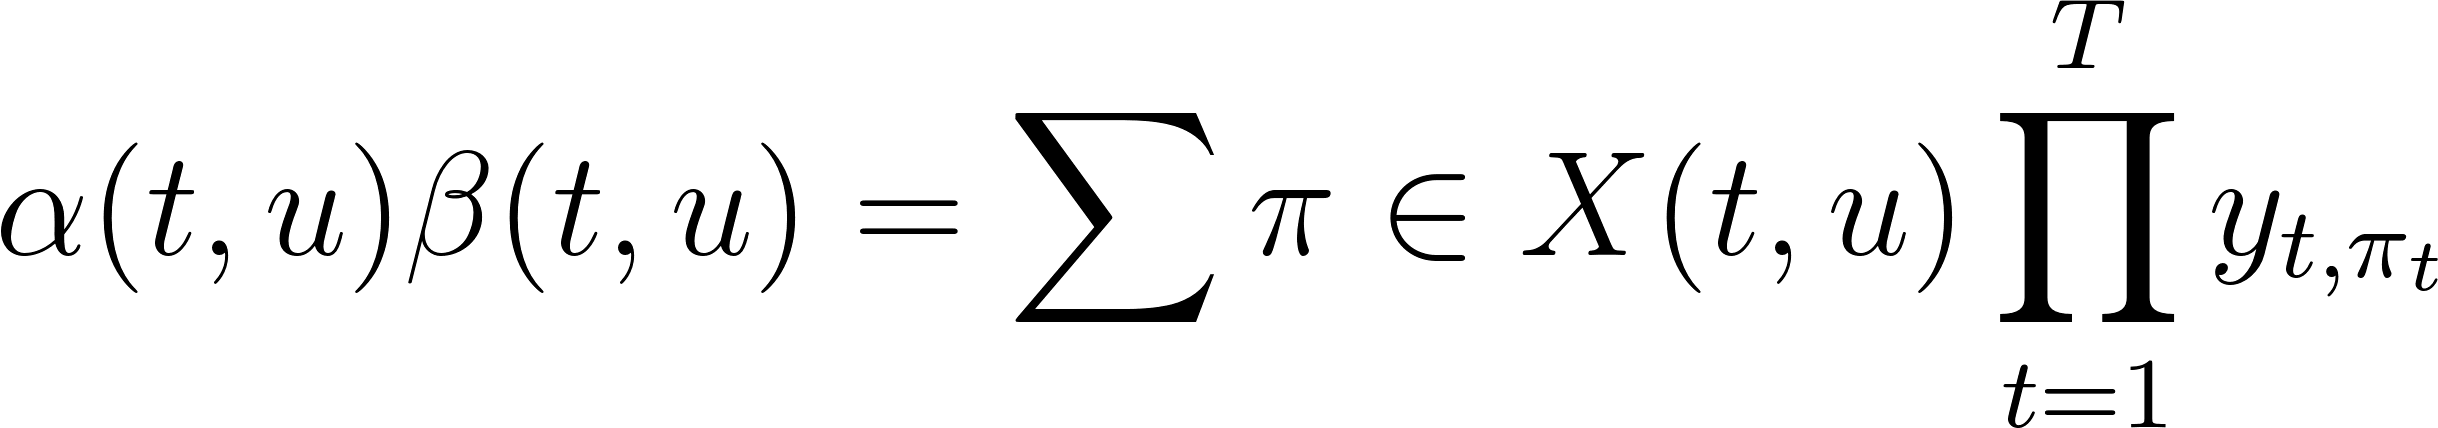 α(t, u)β(t, u) = ∑ π ∈ X(t, u) ∏_{t=1}^{T} y_{t,π_t}